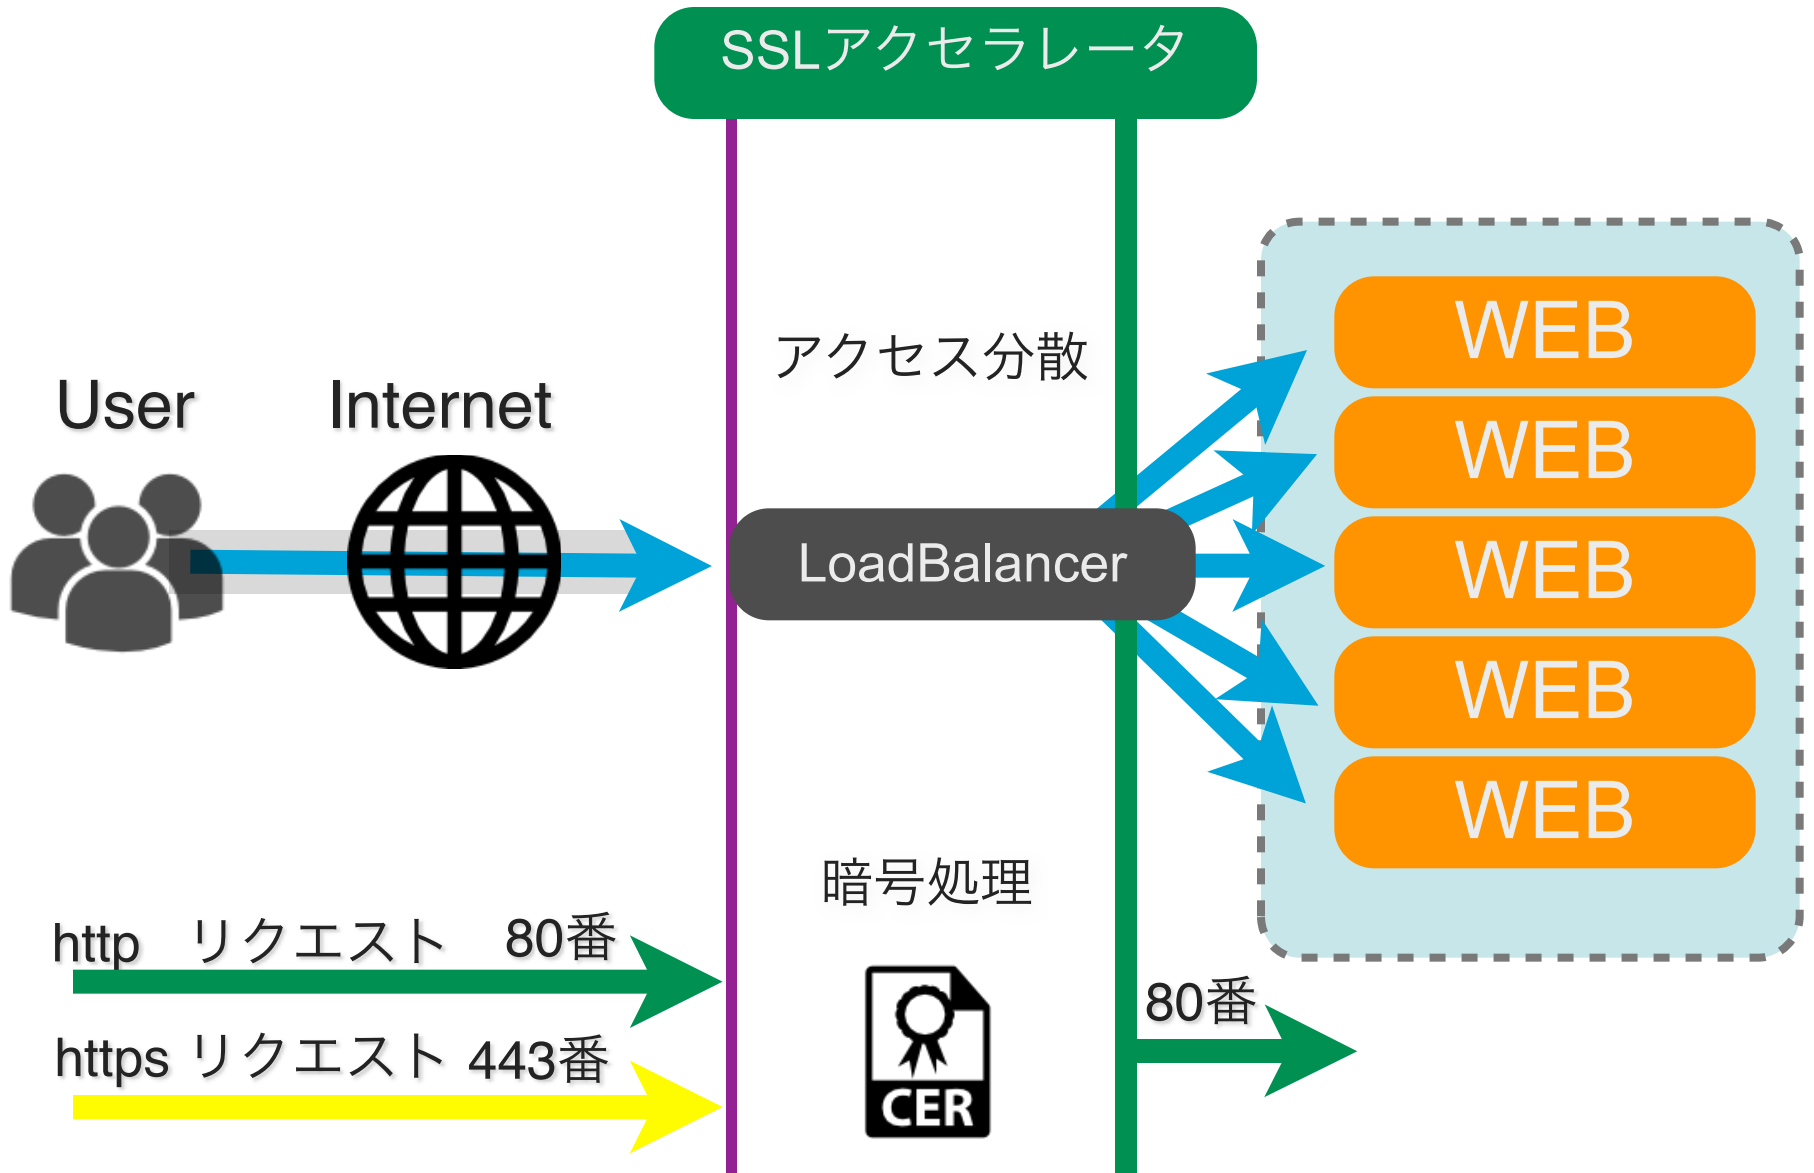 SSLアクセラレータ
アクセス分散
User
Internet
LoadBalancer
WEB
WEB
WEB
WEB
WEB
暗号処理
http リクエスト 80番
https リクエスト 443番
CER
80番